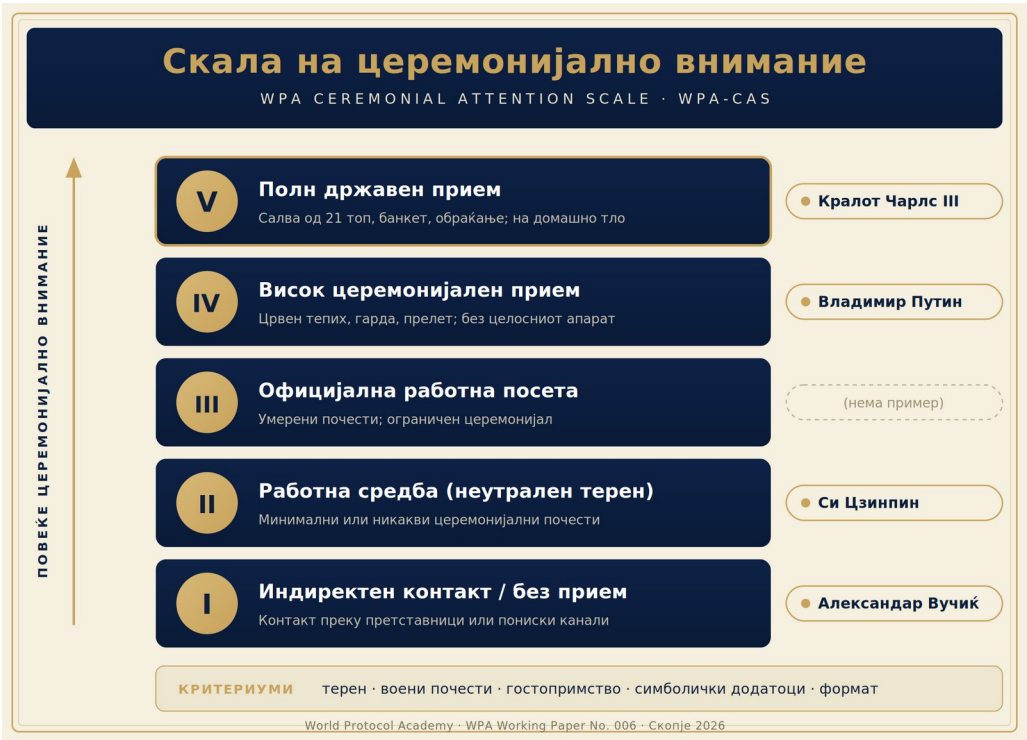 Скала на церемонијално внимание
WPA CEREMONIAL ATTENTION SCALE · WPA-CAS
ПОВЕЌЕ ЦЕРЕМОНИЈАЛНО ВНИМАНИЕ
V
Полн државен прием
Салва од 21 топ, банкет, обраќање; на домашно тло
Кралот Чарлс III
IV
Висок церемонијален прием
Црвен тепих, гарда, прелет; без целосниот апарат
Владимир Путин
III
Официјална работна посета
Умерени почести; ограничен церемонијал
(нема пример)
II
Работна средба (неутрален терен)
Минимални или никакви церемонијални почести
Си Цзинпин
I
Индиректен контакт / без прием
Контакт преку претставници или пониски канали
Александар Вучиќ
КРИТЕРИУМИ терен · воени почести · гостопримство · симболички додатоци · формат
World Protocol Academy · WPA Working Paper No. 006 · Скопје 2026